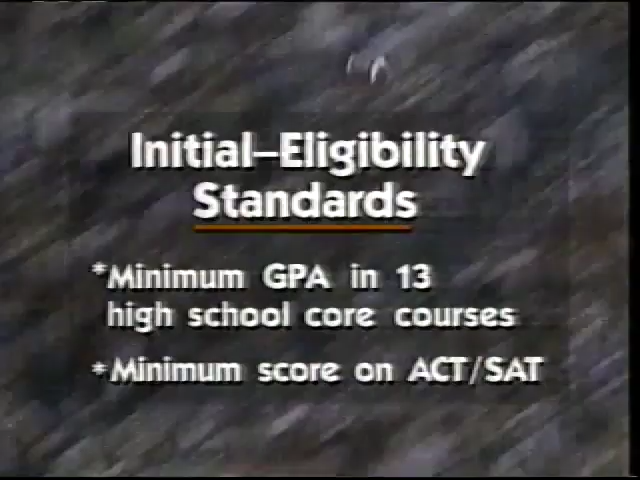 Initial–Eligibility
Standards
*Minimum GPA in 13
high school core courses
*Minimum score on ACT/SAT